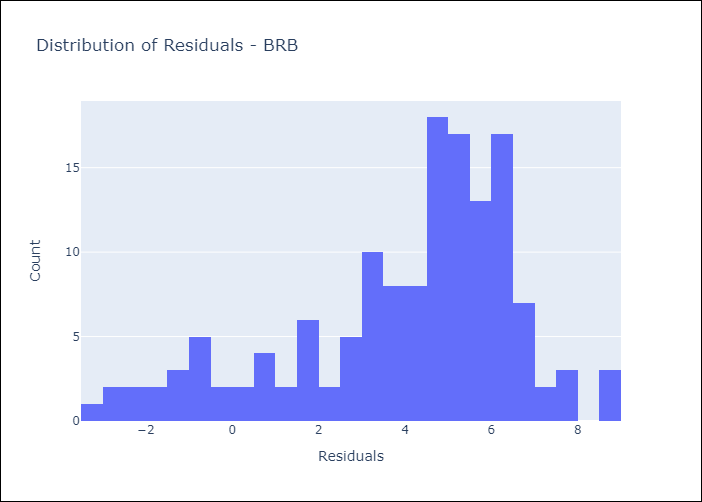 Distribution of Residuals - BRB
15
10
5
0
Count
−2 0 2 4 6 8
Residuals